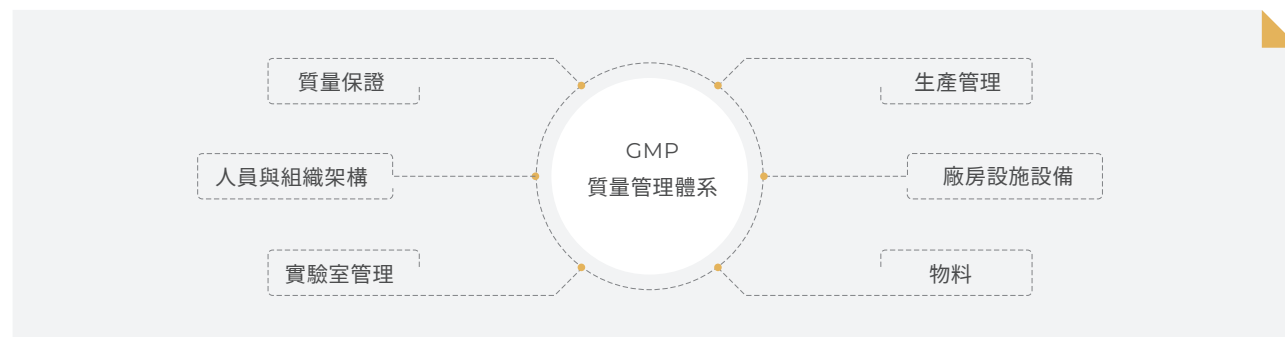 質量保證
生產管理
GMP
質量管理體系
人員與組織架構
廠房設施設備
實驗室管理
物料